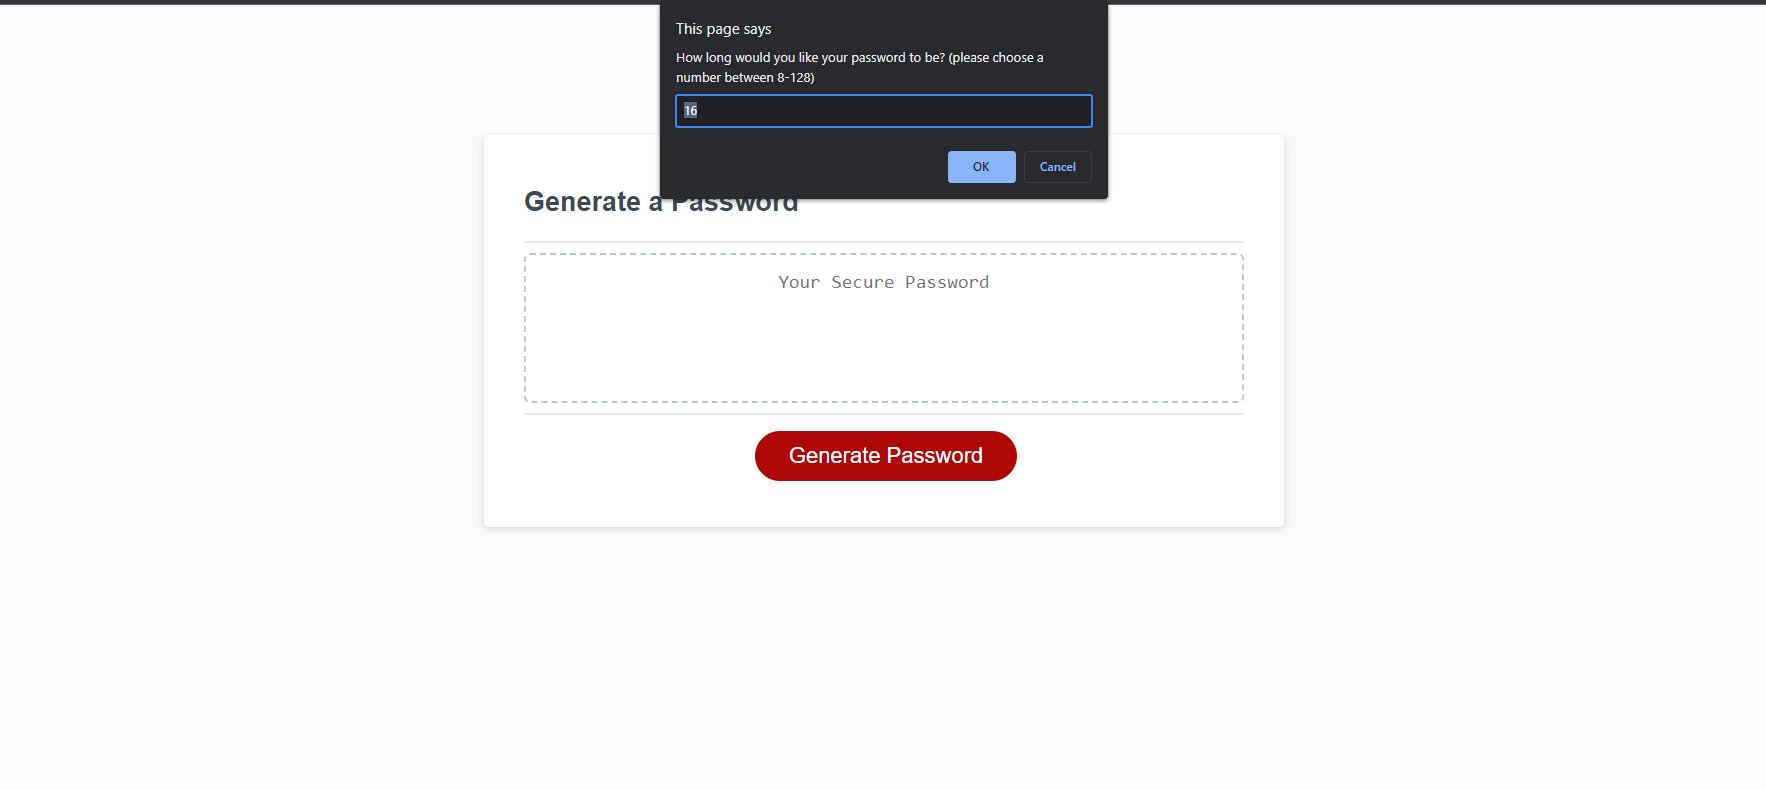 This page says
How long would you like your password to be? (please choose a
number between 8-128)
16
OK
Cancel
Generate a Password
Your Secure Password
Generate Password